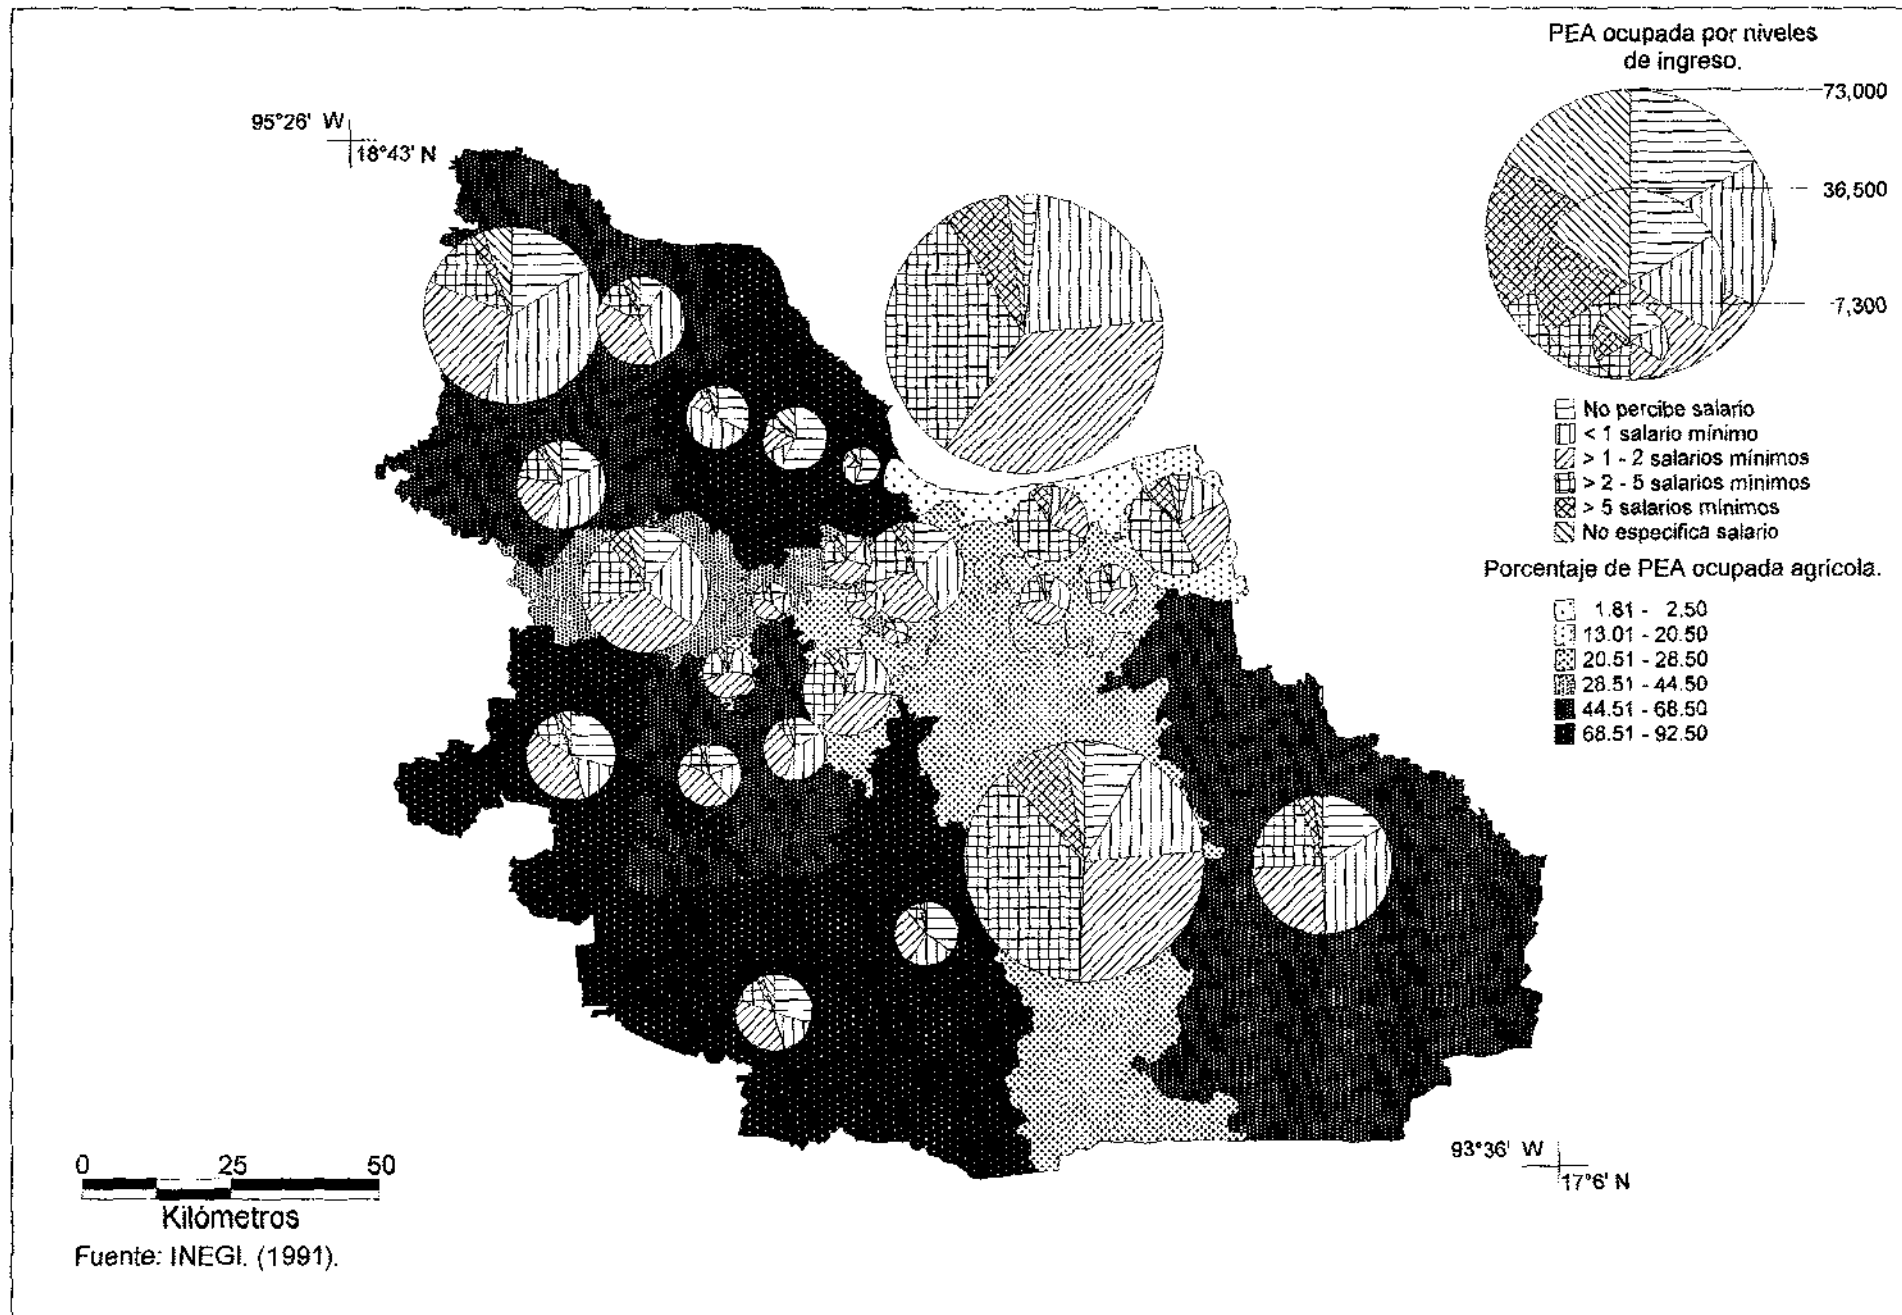 PEA ocupada por niveles
de ingreso.
73,000
36,500
7,300
95°26' W
18°43' N
No percibe salario
< 1 salario mínimo
> 1 - 2 salarios mínimos
> 2 - 5 salarios mínimos
> 5 salarios mínimos
No especifica salario
Porcentaje de PEA ocupada agrícola.
1.81 - 2.50
13.01 - 20.50
20.51 - 28.50
28.51 - 44.50
44.51 - 68.50
68.51 - 92.50
93°36' W
17°6' N
0 25 50
Kilómetros
Fuente: INEGI. (1991).